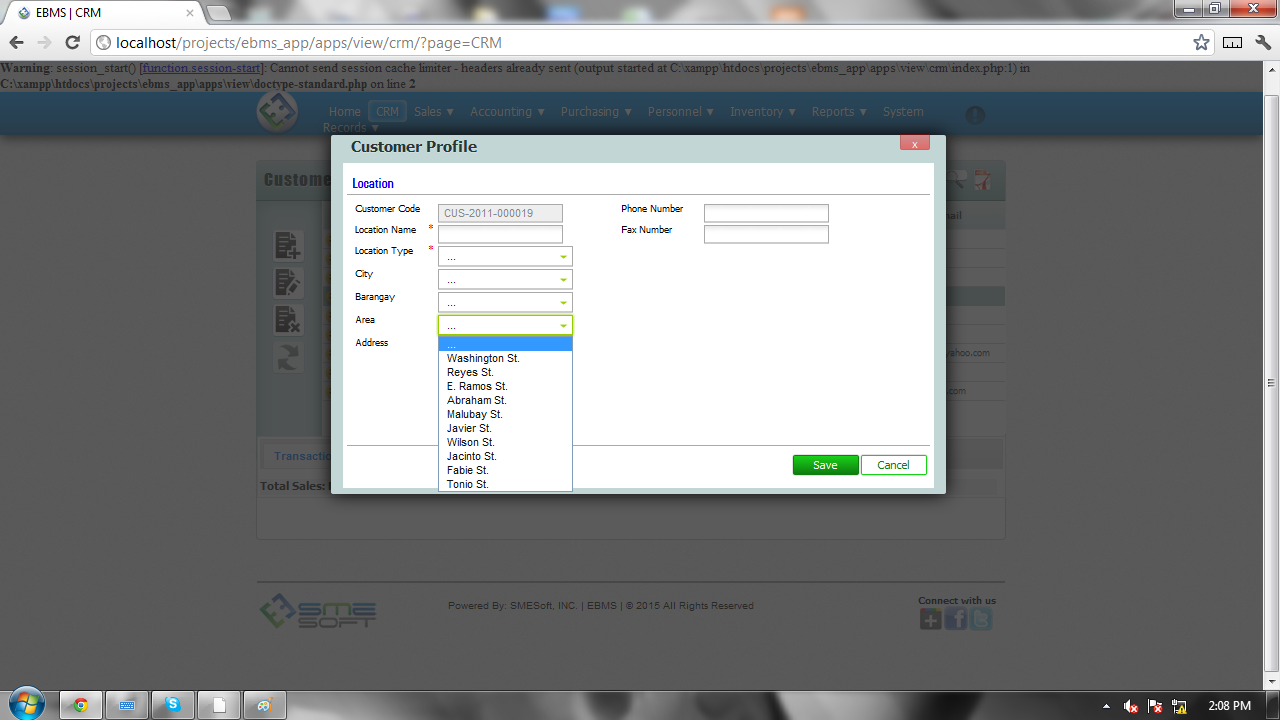 EBMS | CRM
localhost/projects/ebms_app/apps/view/crm/?page=CRM
Warning: session_start() [function.session-start]: Cannot send session cache limiter - headers already sent (output started at C:\xampp\htdocs\projects\ebms_app\apps\view\crm\index.php:1) in
C:\xampp\htdocs\projects\ebms_app\apps\view\doctype-standard.php on line 2
Home CRM Sales ▼ Accounting ▼ Purchasing ▼ Personnel ▼ Inventory ▼ Reports ▼ System
Records ▼
Customer Profile x
Custome
Location
Customer Code CUS-2011-000019 Phone Number
ail
Location Name * Fax Number
Location Type * ...
City ...
Barangay ...
Area ...
Address ...
yahoo.com
Washington St.
Reyes St.
E. Ramos St.
.com
Abraham St.
Malubay St.
Javier St.
Wilson St.
Transactio
Jacinto St.
Save Cancel
Fabie St.
Tonio St.
Total Sales:
SME
SOFT
Powered By: SMESoft, INC. | EBMS | © 2015 All Rights Reserved
Connect with us
2:08 PM